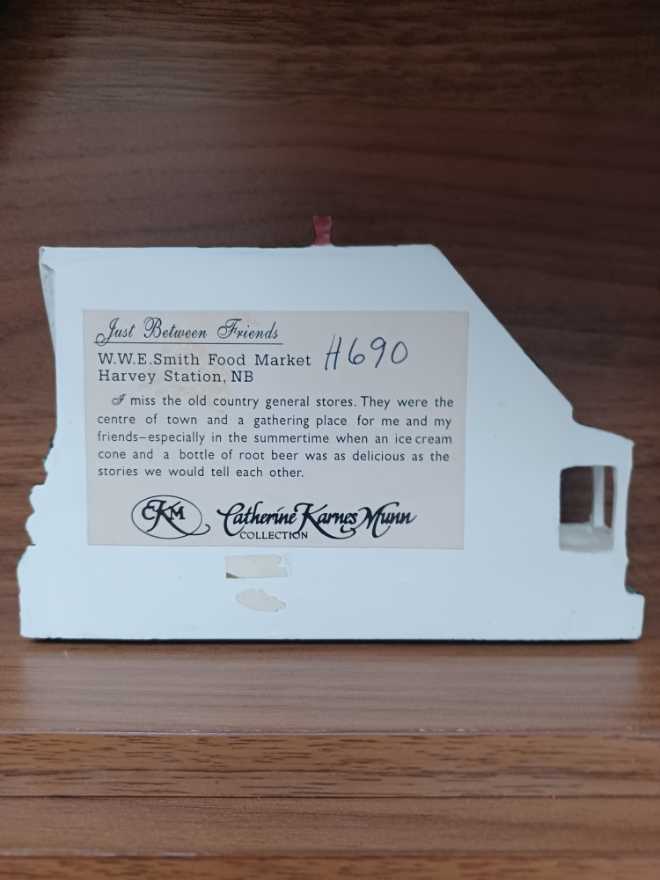 Just Between Friends
W.W.E.Smith Food Market H690
Harvey Station, NB
I miss the old country general stores. They were the
centre of town and a gathering place for me and my
friends–especially in the summertime when an ice cream
cone and a bottle of root beer was as delicious as the
stories we would tell each other.
CKM Catherine Karnes Munn
COLLECTION